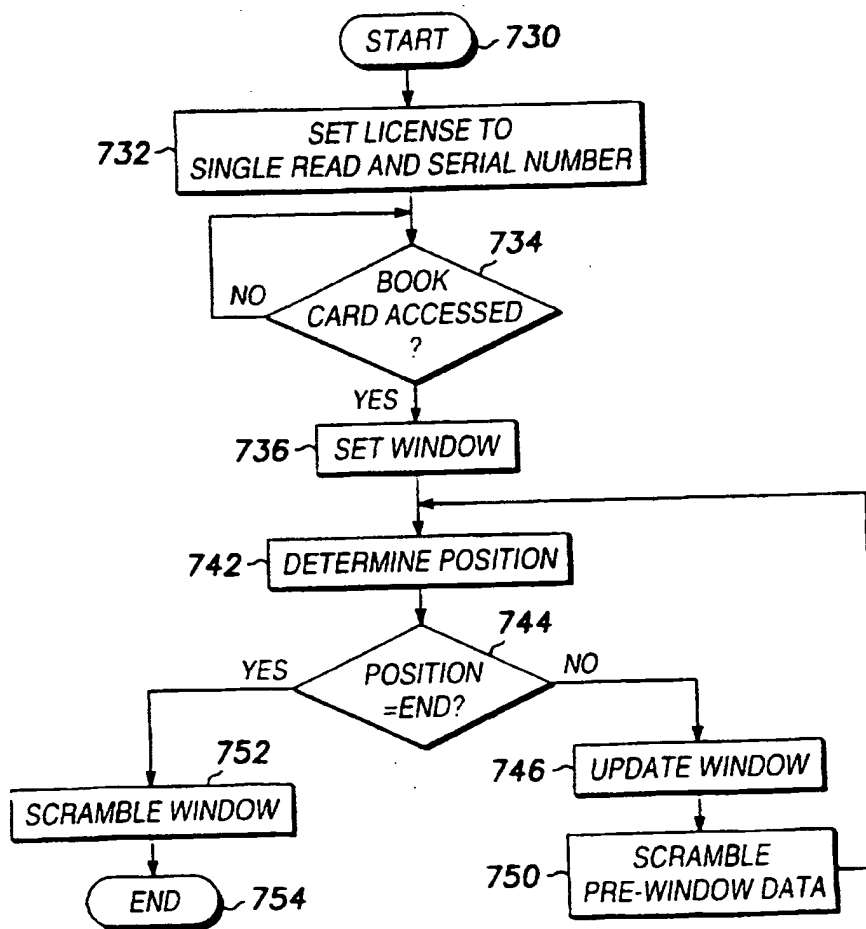 START 730
732 SET LICENSE TO
SINGLE READ AND SERIAL NUMBER
734
BOOK
CARD ACCESSED
?
NO
YES
736 SET WINDOW
742 DETERMINE POSITION
744
YES
POSITION
=END?
NO
752
SCRAMBLE WINDOW
746 UPDATE WINDOW
750 SCRAMBLE
PRE-WINDOW DATA
END 754